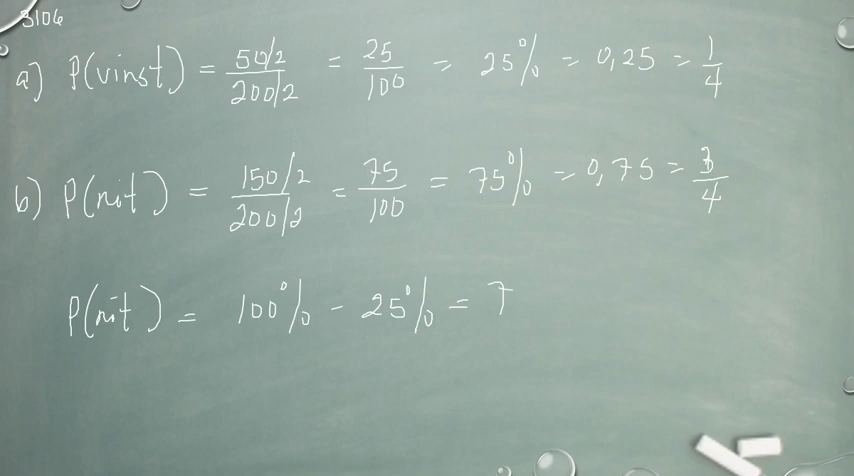 3106
a) P(vinst) = 50/2 / 200/2 = 25/100 = 25% = 0,25 = 1/4
b) P(nit) = 150/2 / 200/2 = 75/100 = 75% = 0,75 = 3/4
P(nit) = 100% - 25% = 7